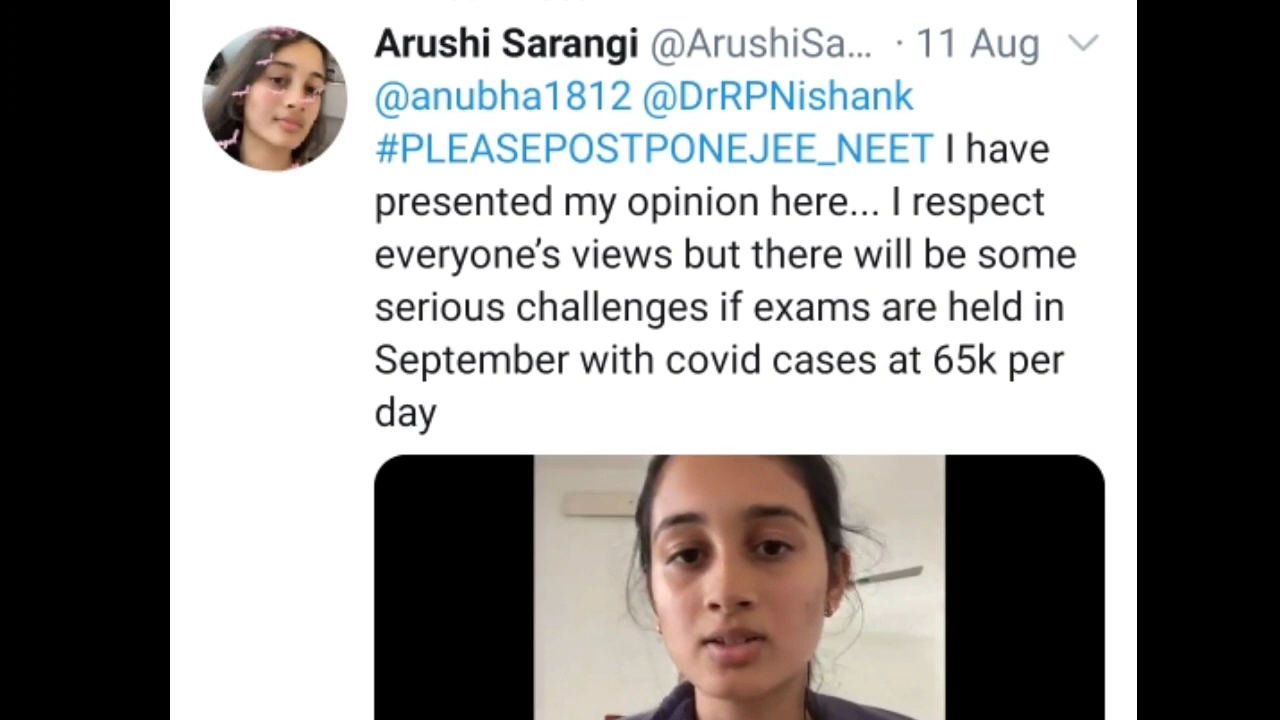 Arushi Sarangi @ArushiSa... · 11 Aug
@anubha1812 @DrRPNishank
#PLEASEPOSTPONEJEE_NEET I have
presented my opinion here... I respect
everyone’s views but there will be some
serious challenges if exams are held in
September with covid cases at 65k per
day